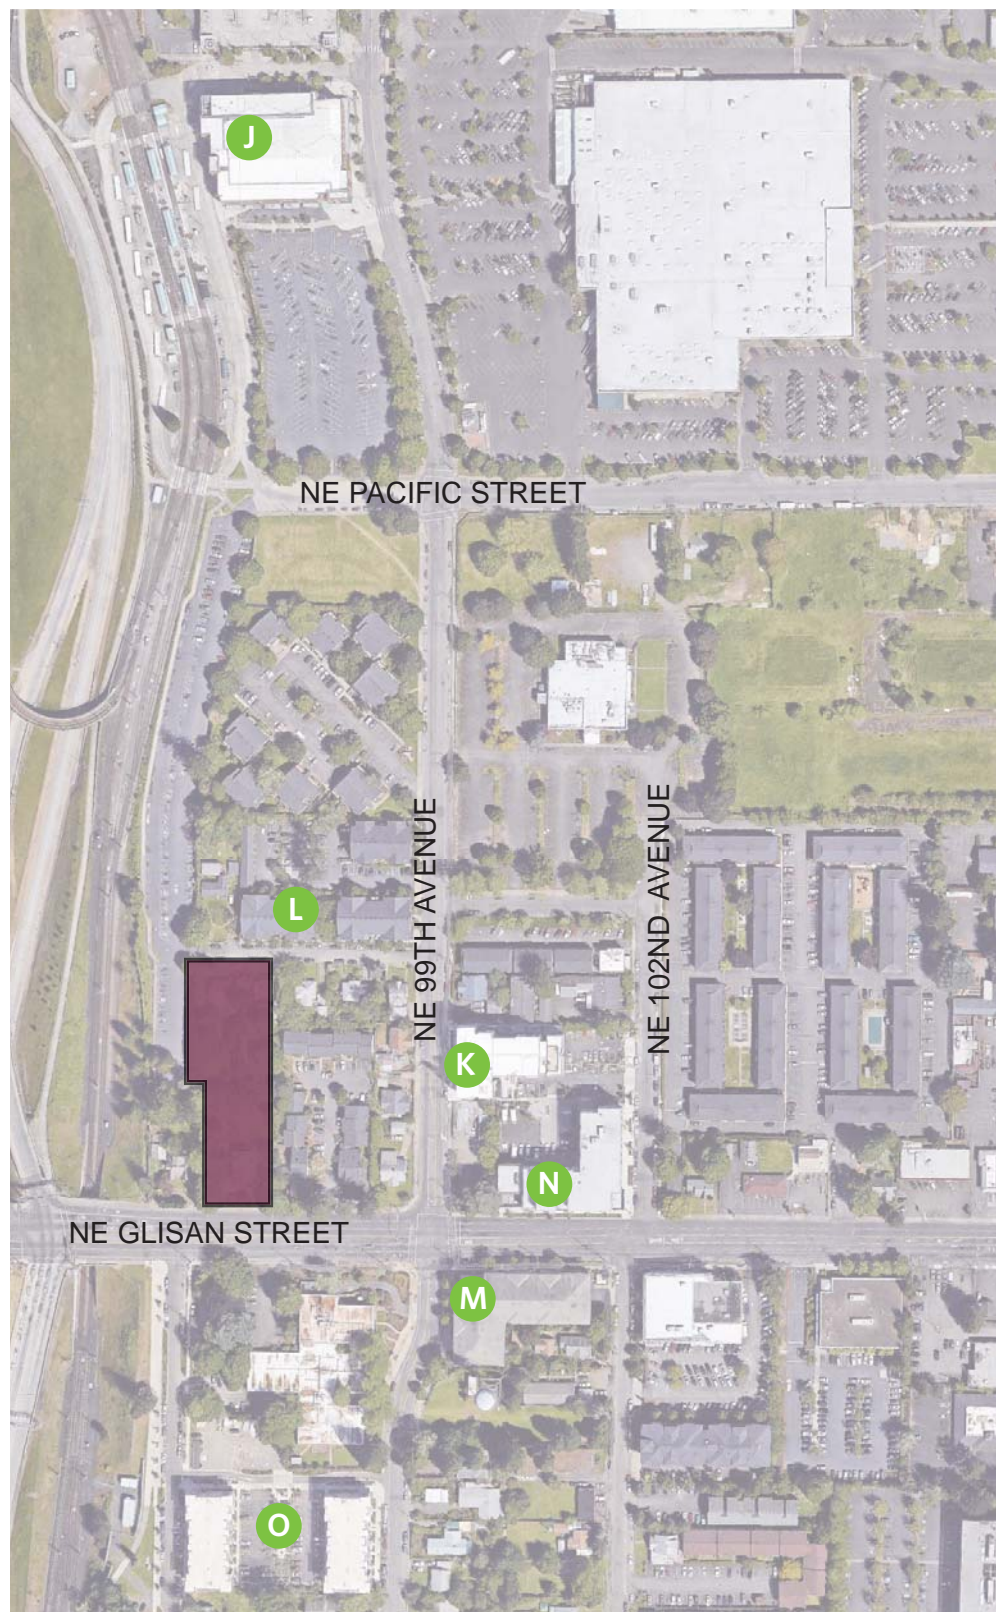 J
NE PACIFIC STREET
NE 99TH AVENUE
NE 102ND AVENUE
L
K
N
NE GLISAN STREET
M
O